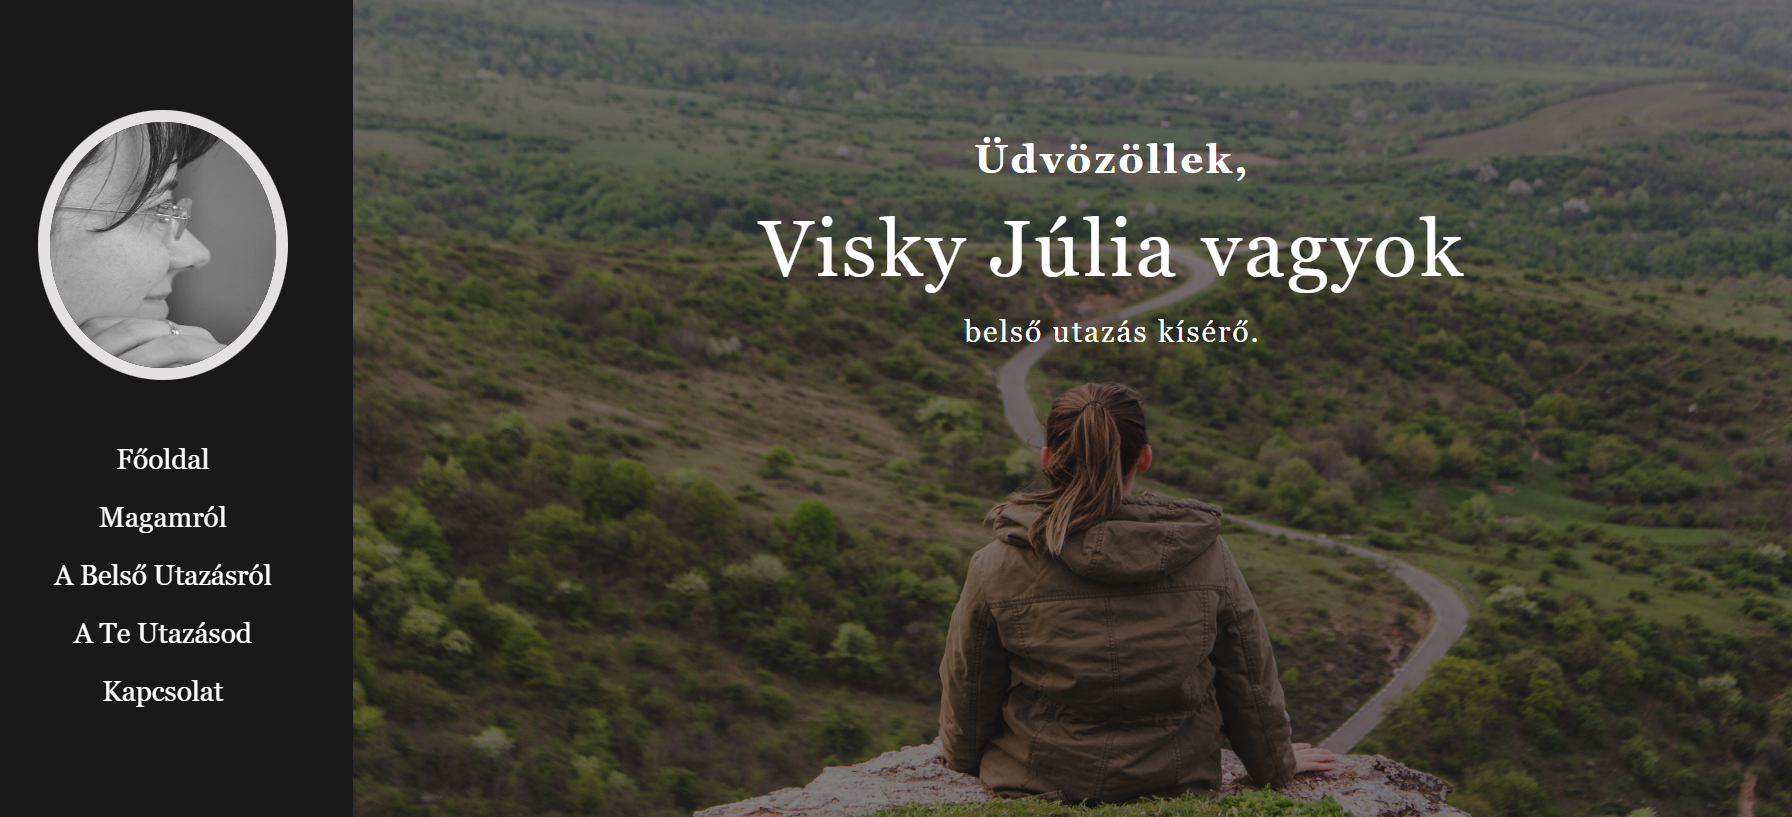 Főoldal
Magamról
A Belső Utazásról
A Te Utazásod
Kapcsolat
Üdvözöllek,
Visky Júlia vagyok
belső utazás kísérő.